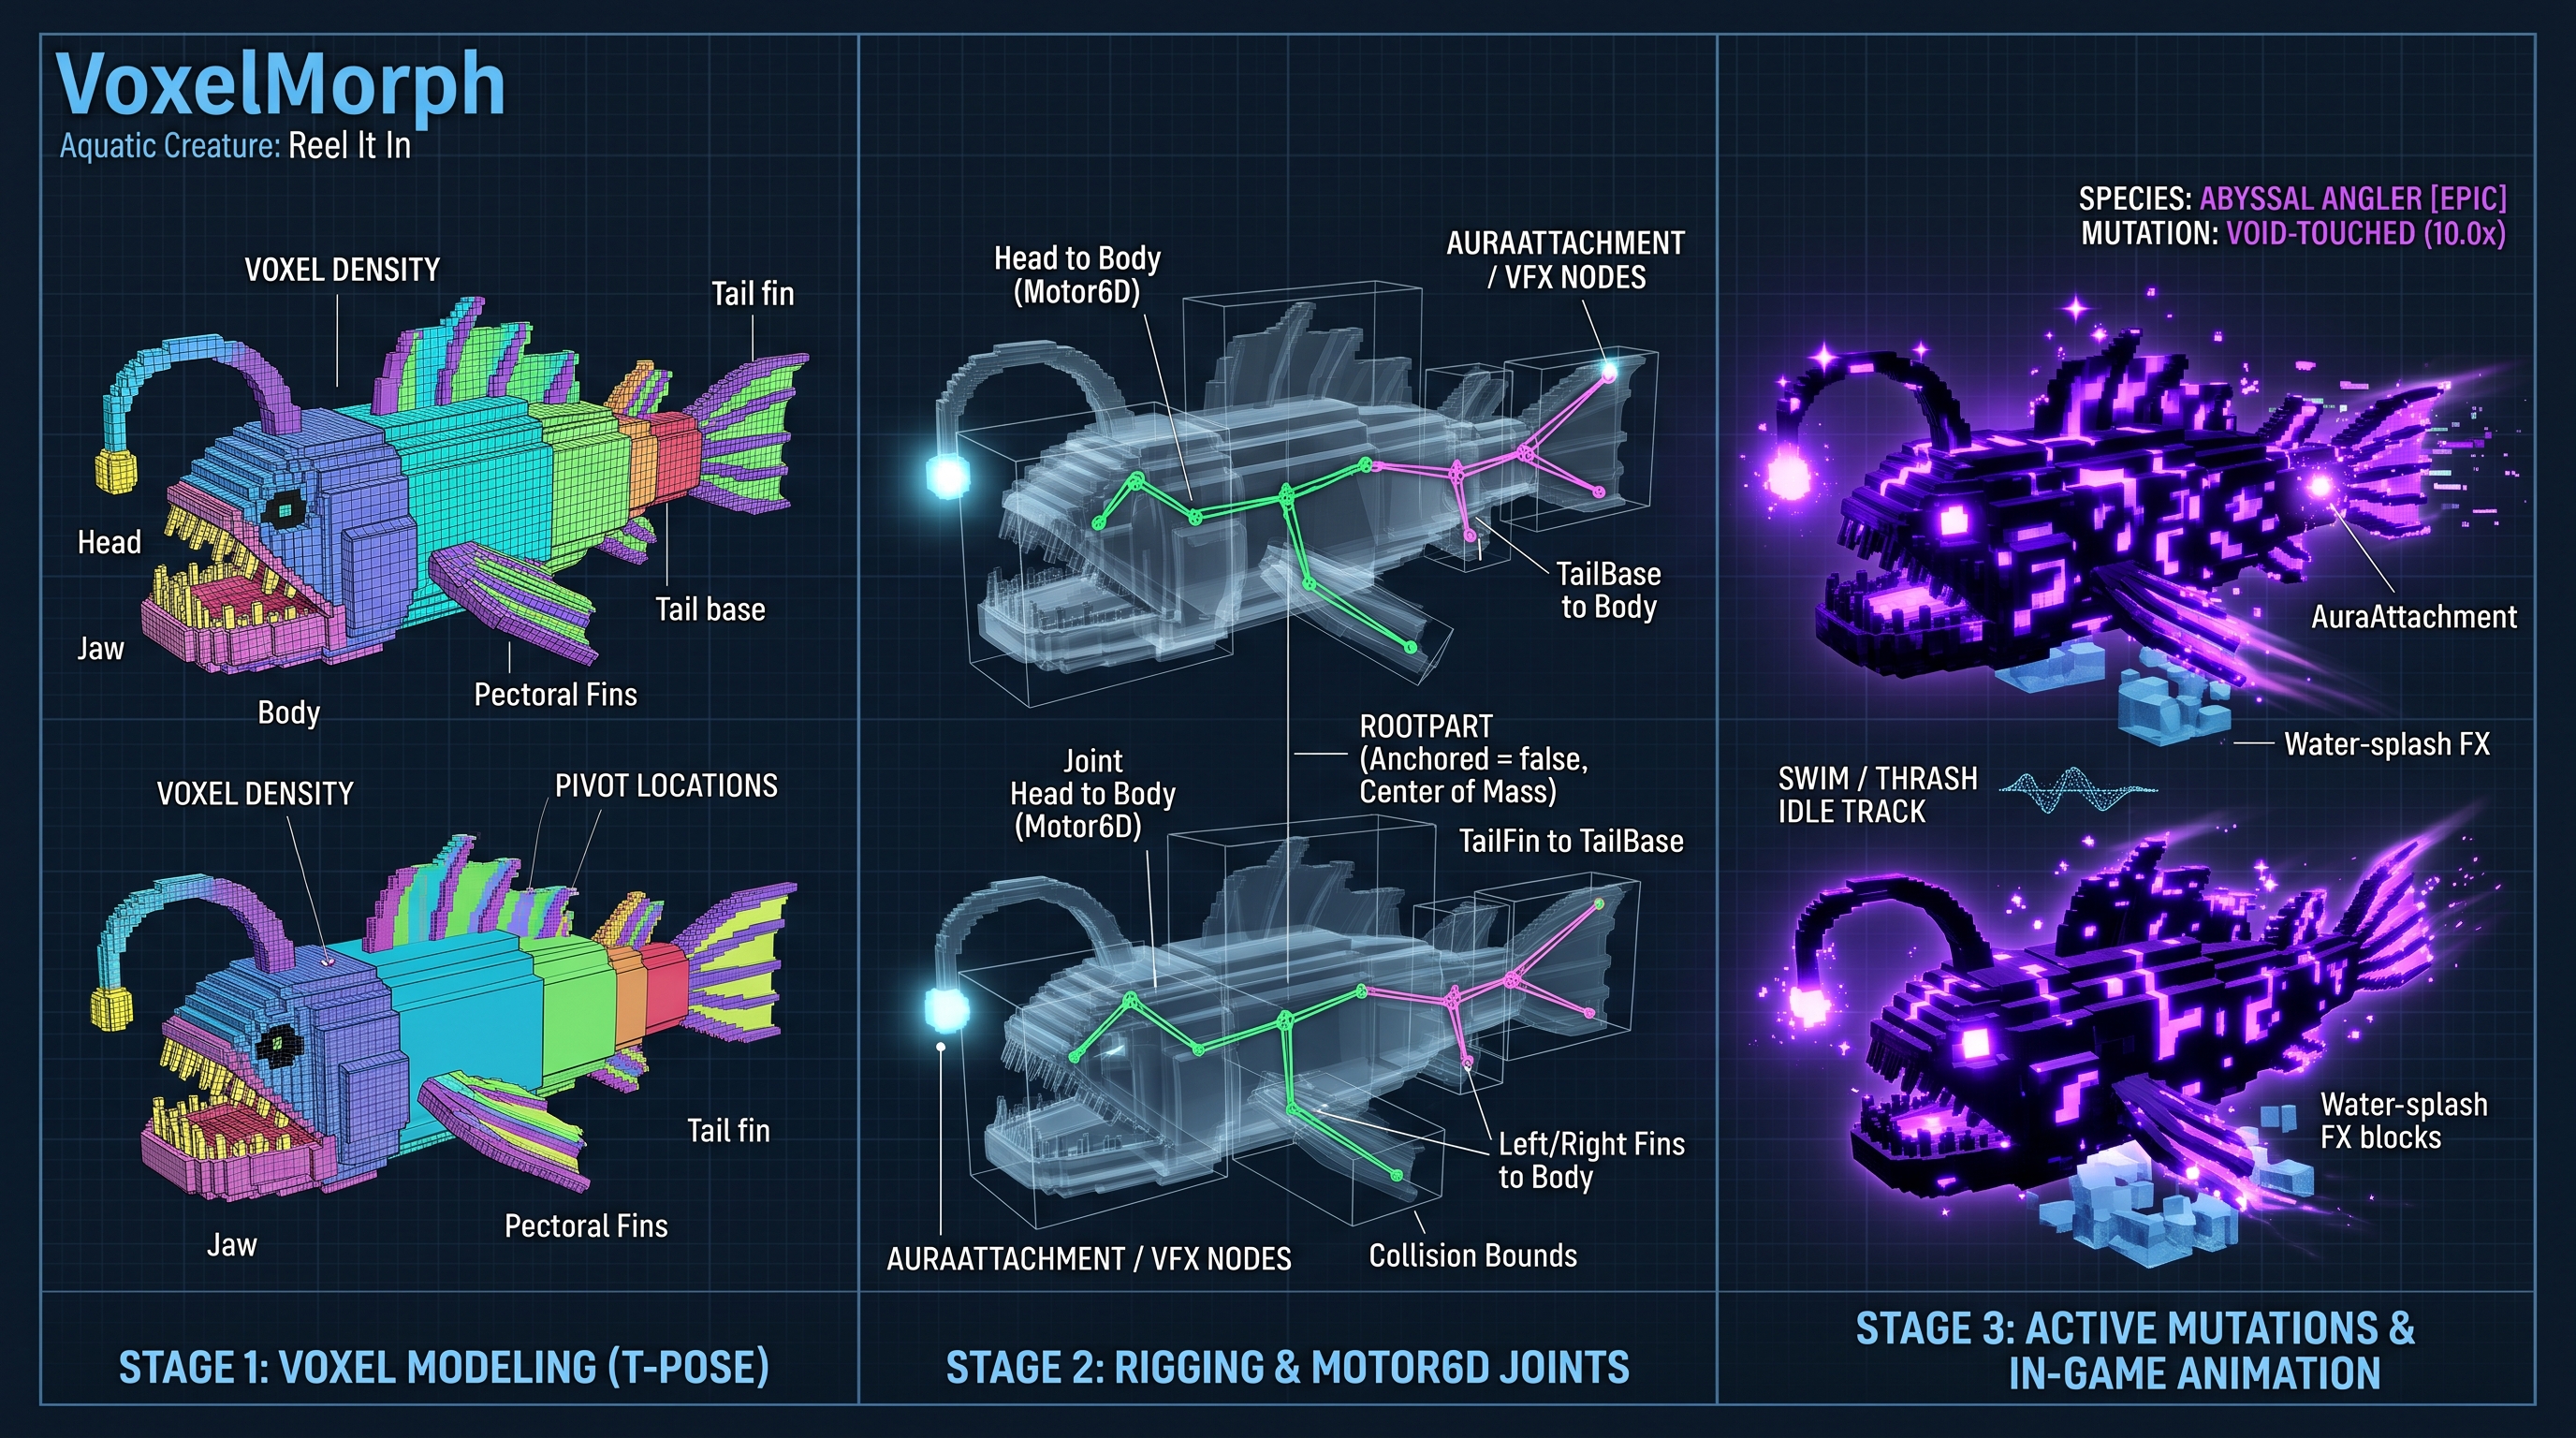 VoxelMorph
Aquatic Creature: Reel It In
VOXEL DENSITY
Tail fin
Head
Jaw
Body
Tail base
Pectoral Fins
VOXEL DENSITY
PIVOT LOCATIONS
Tail fin
Pectoral Fins
Jaw
STAGE 1: VOXEL MODELING (T-POSE)
Head to Body
(Motor6D)
AURAATTACHMENT
/ VFX NODES
TailBase
to Body
ROOTPART
(Anchored = false,
Center of Mass)
Joint
Head to Body
(Motor6D)
TailFin to TailBase
Left/Right Fins
to Body
AURAATTACHMENT / VFX NODES
Collision Bounds
STAGE 2: RIGGING & MOTOR6D JOINTS
SPECIES: ABYSSAL ANGLER [EPIC]
MUTATION: VOID-TOUCHED (10.0x)
AuraAttachment
Water-splash FX
SWIM / THRASH
IDLE TRACK
Water-splash
FX blocks
STAGE 3: ACTIVE MUTATIONS &
IN-GAME ANIMATION